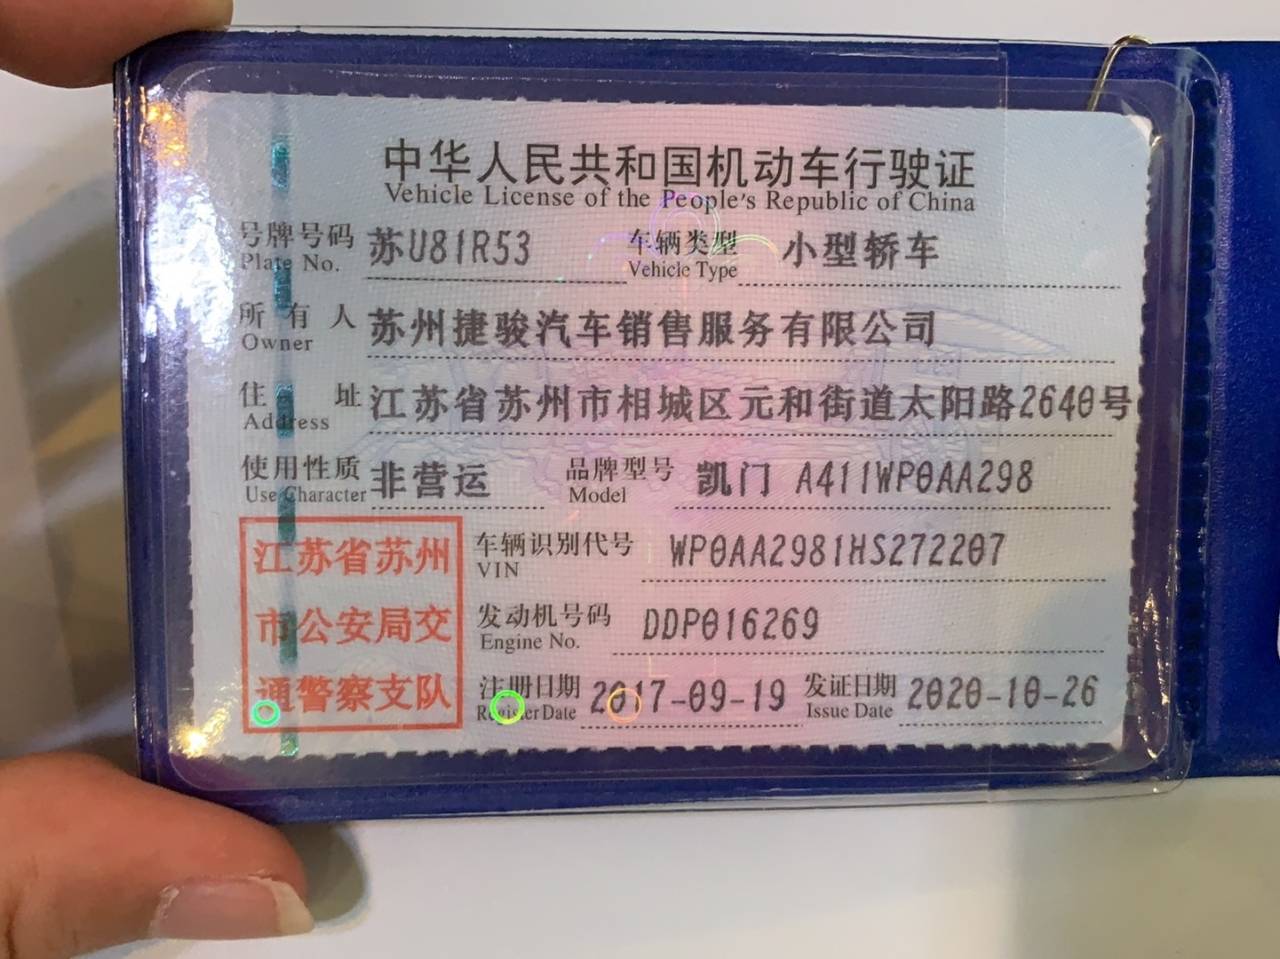 中华人民共和国机动车行驶证
Vehicle License of the People's Republic of China
号牌号码 苏U81R53 车辆类型 小型轿车
Plate No. Vehicle Type
所有人 苏州捷骏汽车销售服务有限公司
Owner
住址 江苏省苏州市相城区元和街道太阳路2640号
Address
使用性质 非营运 品牌型号 凯门 A411WP0AA298
Use Character Model
江苏省苏州
市公安局交
通警察支队
车辆识别代号 WP0AA2981HS272207
VIN
发动机号码 DDP016269
Engine No.
注册日期 2017-09-19 发证日期 2020-10-26
Register Date Issue Date